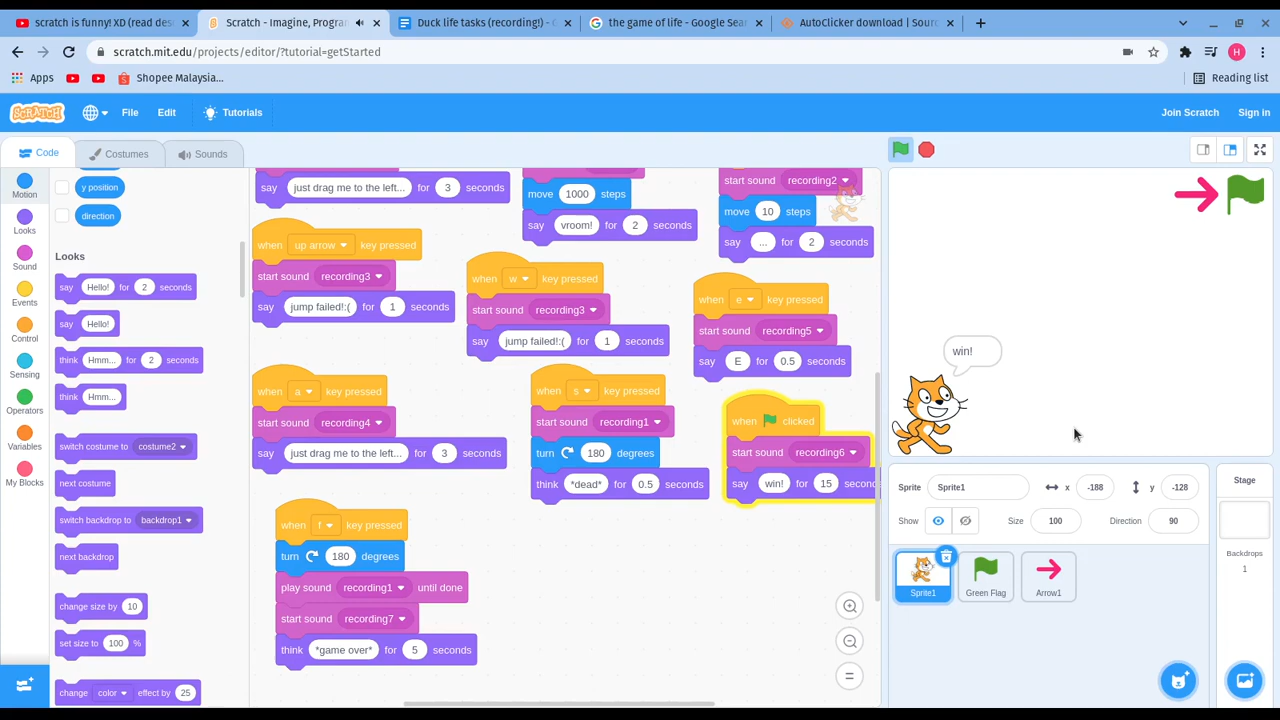 scratch is funny! XD (read des
Scratch - Imagine, Program
Duck life tasks (recording!) -
the game of life - Google Sea
AutoClicker download | Sourc
scratch.mit.edu/projects/editor/?tutorial=getStarted
H
Apps
Shopee Malaysia...
Reading list
SCRATCH
File
Edit
Tutorials
Join Scratch
Sign in
Code
Costumes
Sounds
Motion
Looks
Sound
Events
Control
Sensing
Operators
Variables
My Blocks
y position
direction
Looks
say Hello! for 2 seconds
say Hello!
think Hmm... for 2 seconds
think Hmm...
switch costume to costume2
next costume
switch backdrop to backdrop1
next backdrop
change size by 10
set size to 100 %
change color effect by 25
say just drag me to the left... for 3 seconds
move 1000 steps
say vroom! for 2 seconds
start sound recording2
move 10 steps
say ... for 2 seconds
when up arrow key pressed
start sound recording3
say jump failed!:( for 1 seconds
when w key pressed
start sound recording3
say jump failed!:( for 1 seconds
when e key pressed
start sound recording5
say E for 0.5 seconds
when a key pressed
start sound recording4
say just drag me to the left... for 3 seconds
when s key pressed
start sound recording1
turn 180 degrees
think *dead* for 0.5 seconds
when clicked
start sound recording6
say win! for 15 second
when f key pressed
turn 180 degrees
play sound recording1 until done
start sound recording7
think *game over* for 5 seconds
win!
Sprite Sprite1 x -188 y -128
Show Size 100 Direction 90
Sprite1
Green Flag
Arrow1
Stage
Backdrops
1